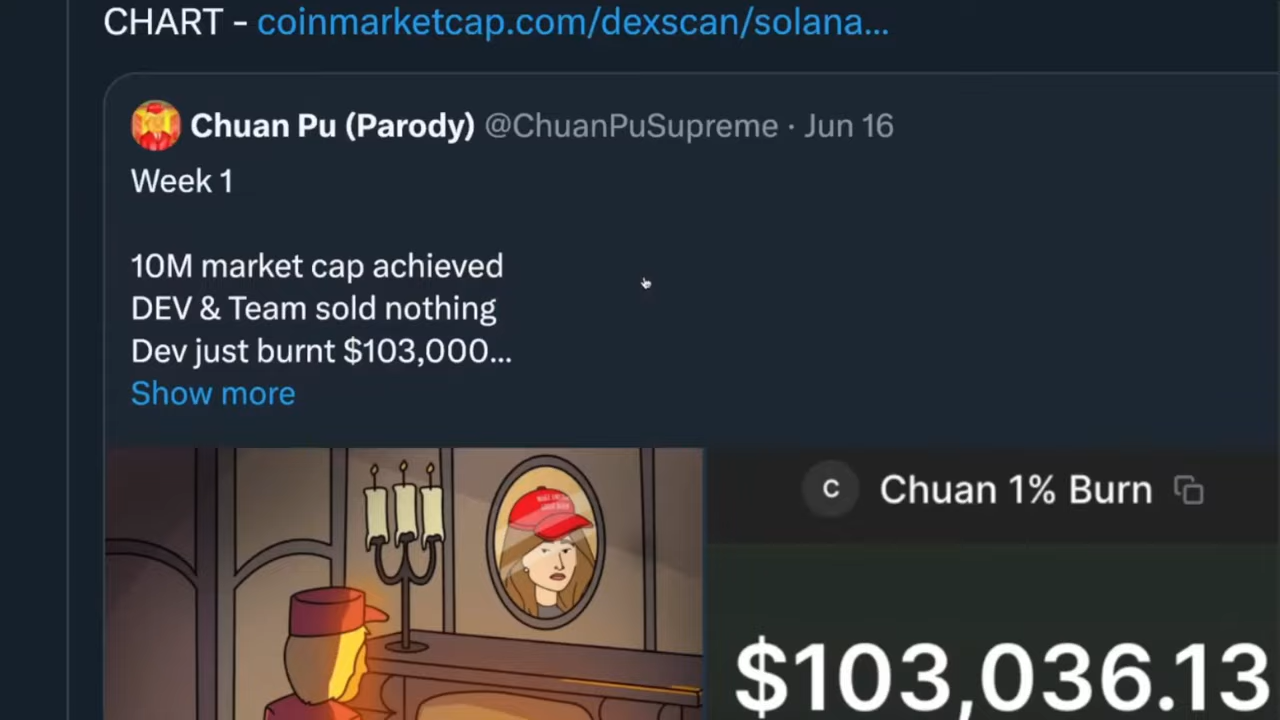 CHART - coinmarketcap.com/dexscan/solana...
Chuan Pu (Parody) @ChuanPuSupreme · Jun 16
Week 1
10M market cap achieved
DEV & Team sold nothing
Dev just burnt $103,000...
Show more
C Chuan 1% Burn
$103,036.13